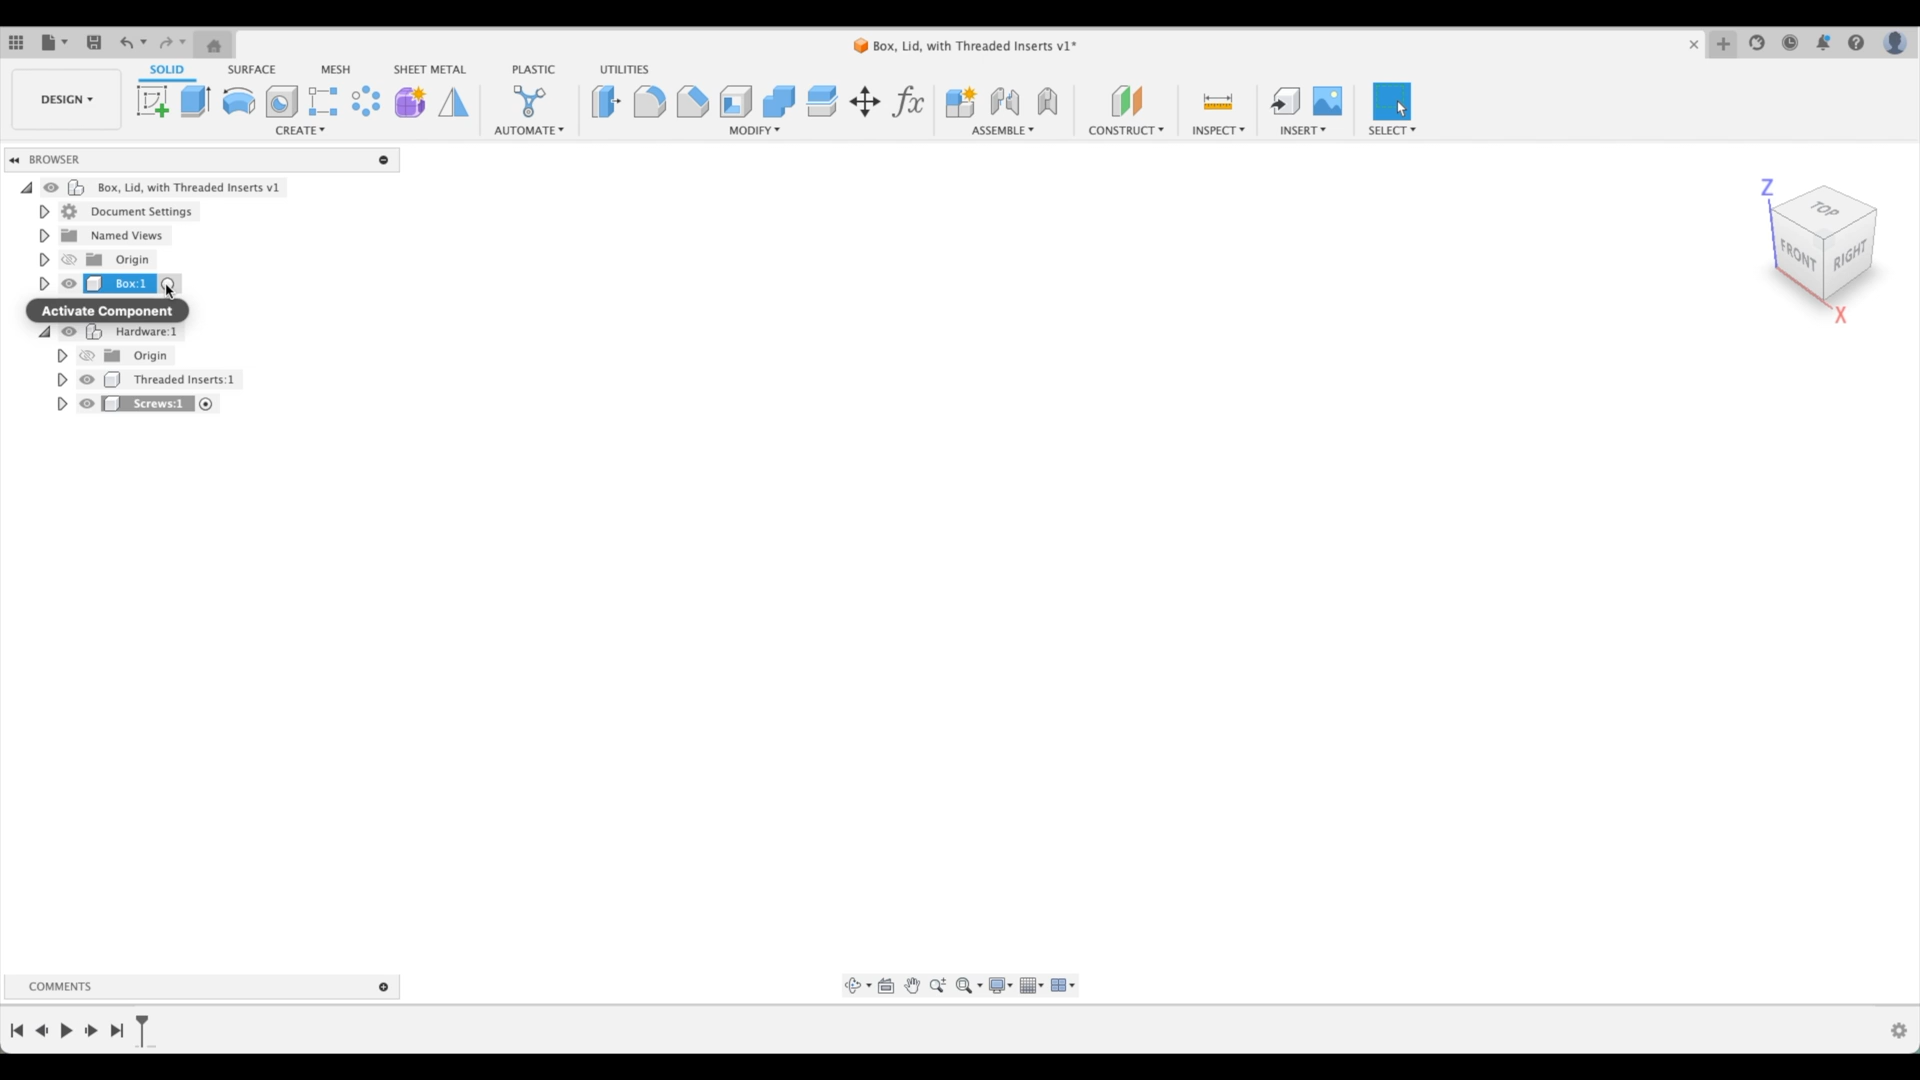 Box, Lid, with Threaded Inserts v1*
SOLID SURFACE MESH SHEET METAL PLASTIC UTILITIES
DESIGN
CREATE AUTOMATE MODIFY ASSEMBLE CONSTRUCT INSPECT INSERT SELECT
BROWSER
Box, Lid, with Threaded Inserts v1
Document Settings
Named Views
Origin
Box:1
Activate Component
Hardware:1
Origin
Threaded Inserts:1
Screws:1
Z
TOP
FRONT RIGHT
X
COMMENTS